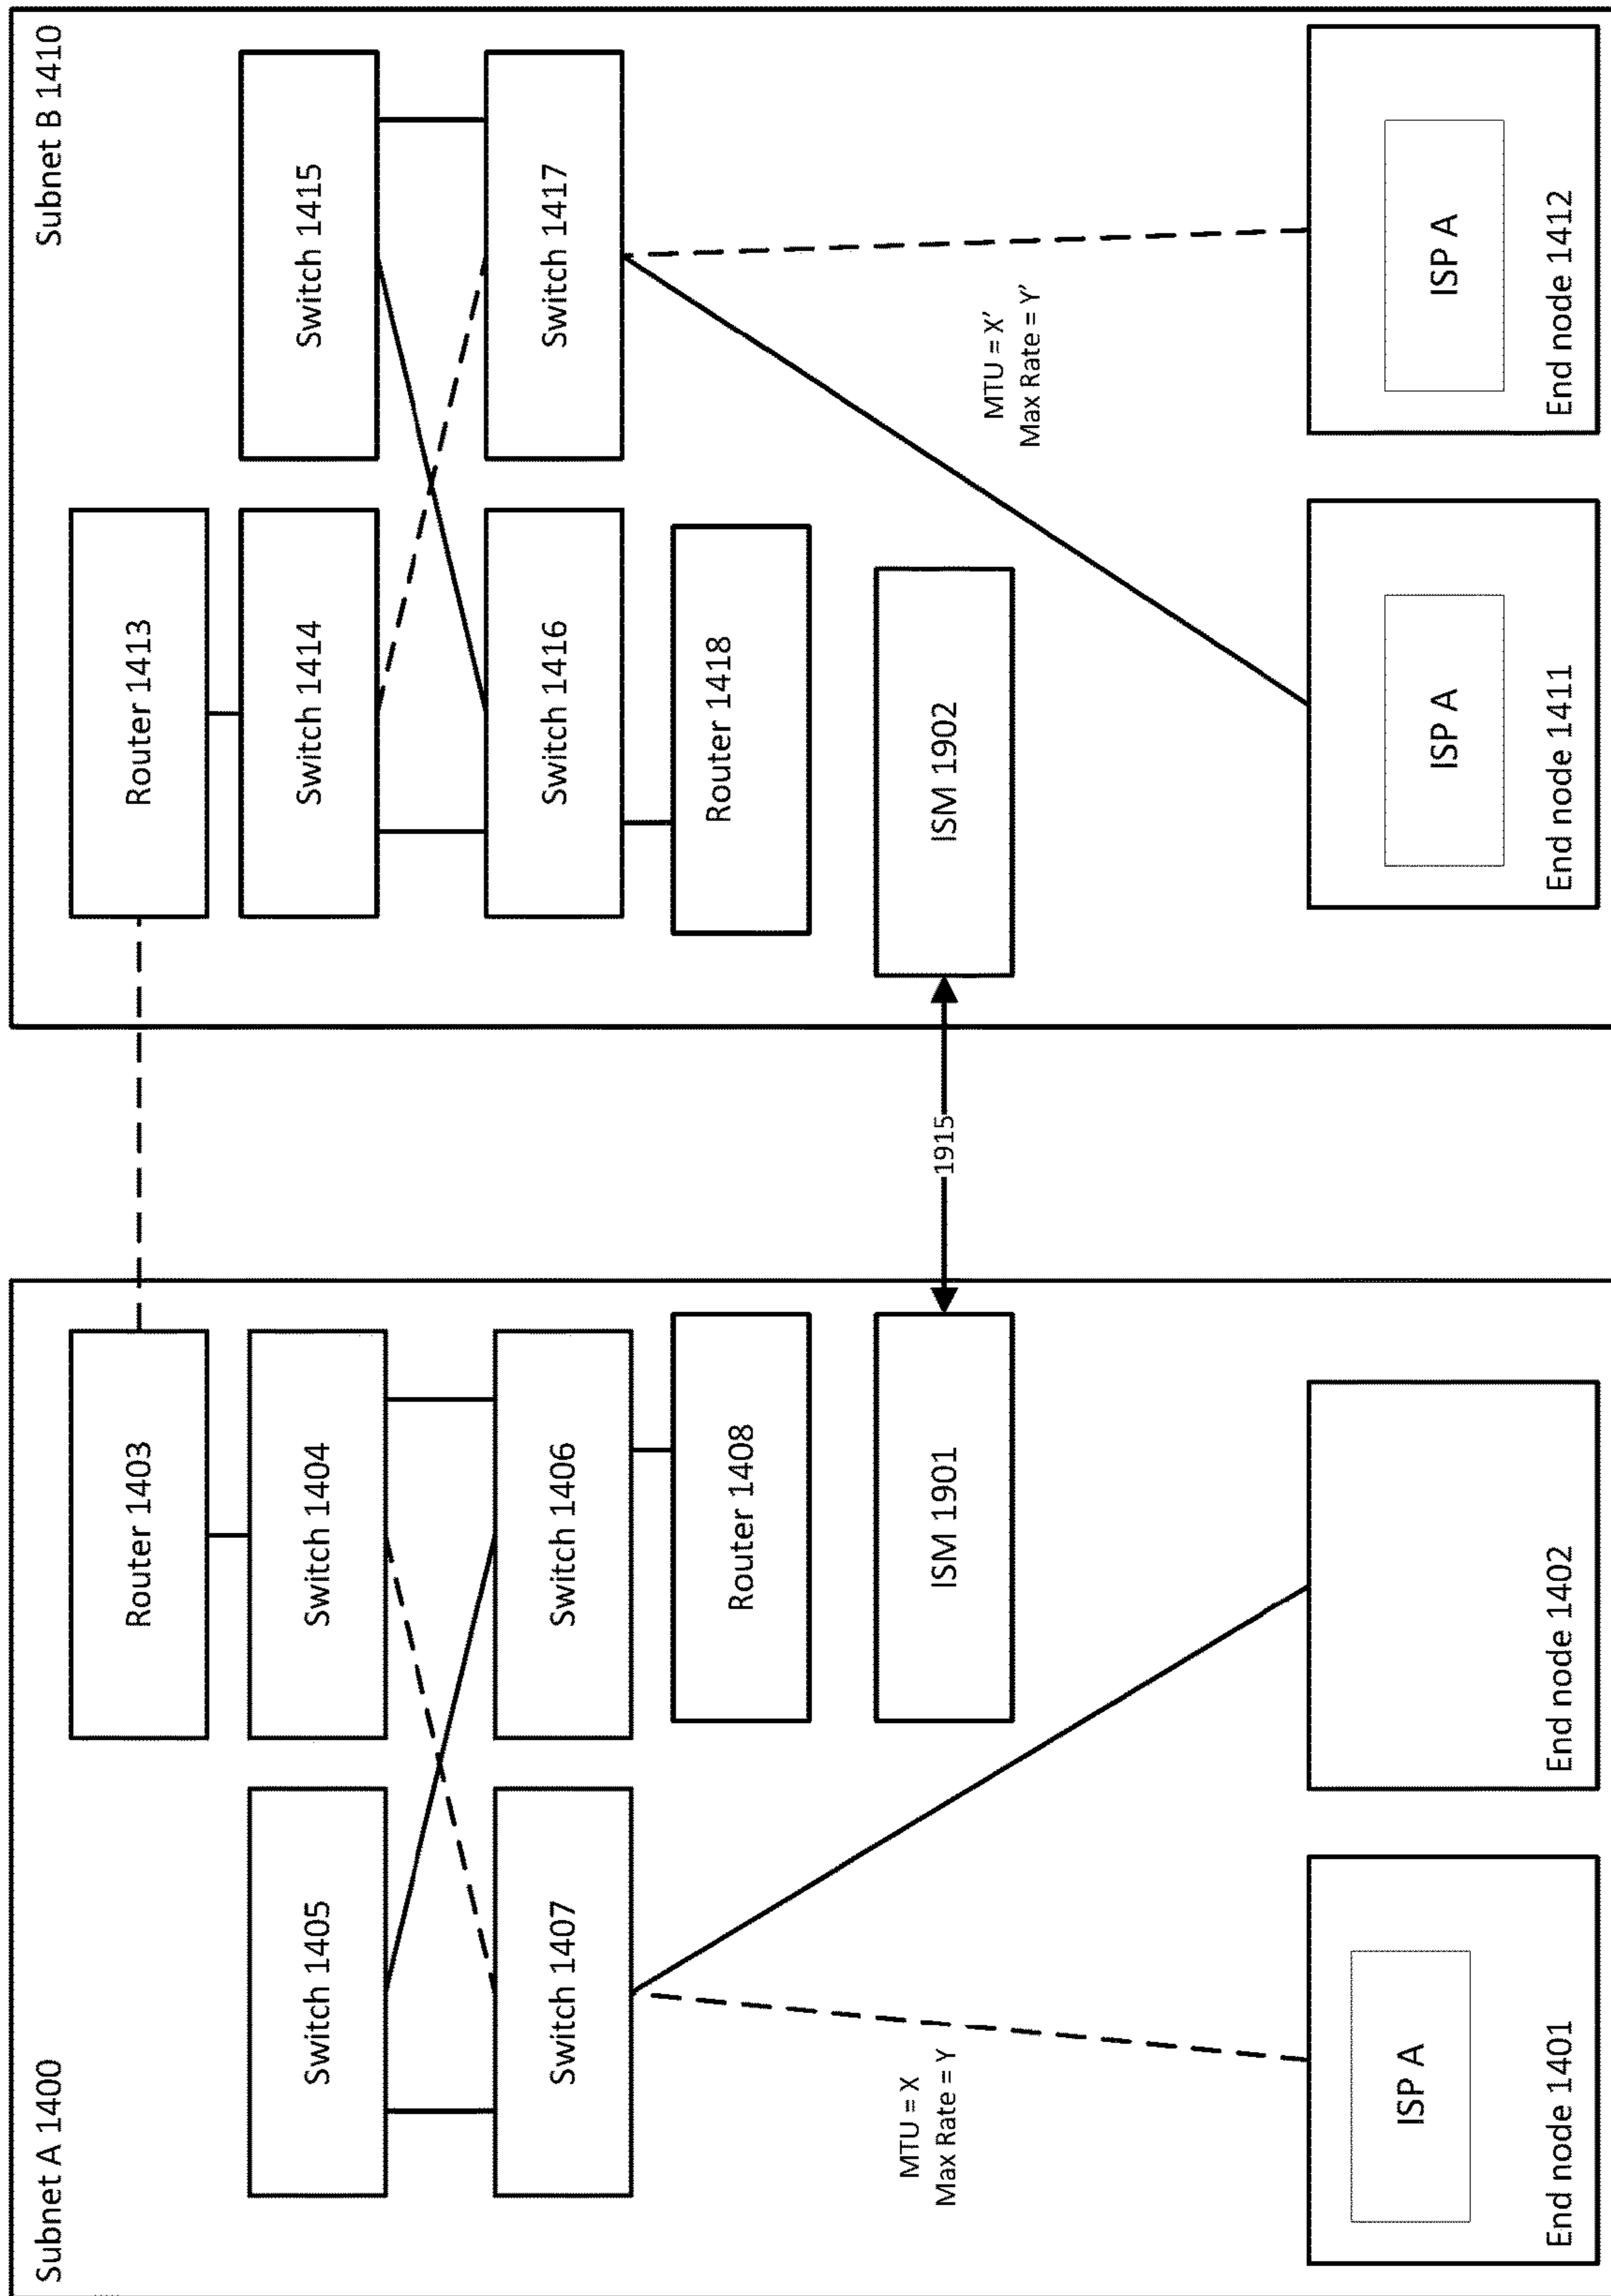 Subnet A 1400
Router 1403
Switch 1405
Switch 1404
Switch 1407
Switch 1406
Router 1408
ISM 1901
MTU = X
Max Rate = Y
ISP A
End node 1401
End node 1402
1915
Subnet B 1410
Router 1413
Switch 1414
Switch 1415
Switch 1416
Switch 1417
Router 1418
ISM 1902
MTU = X’
Max Rate = Y’
ISP A
End node 1411
ISP A
End node 1412